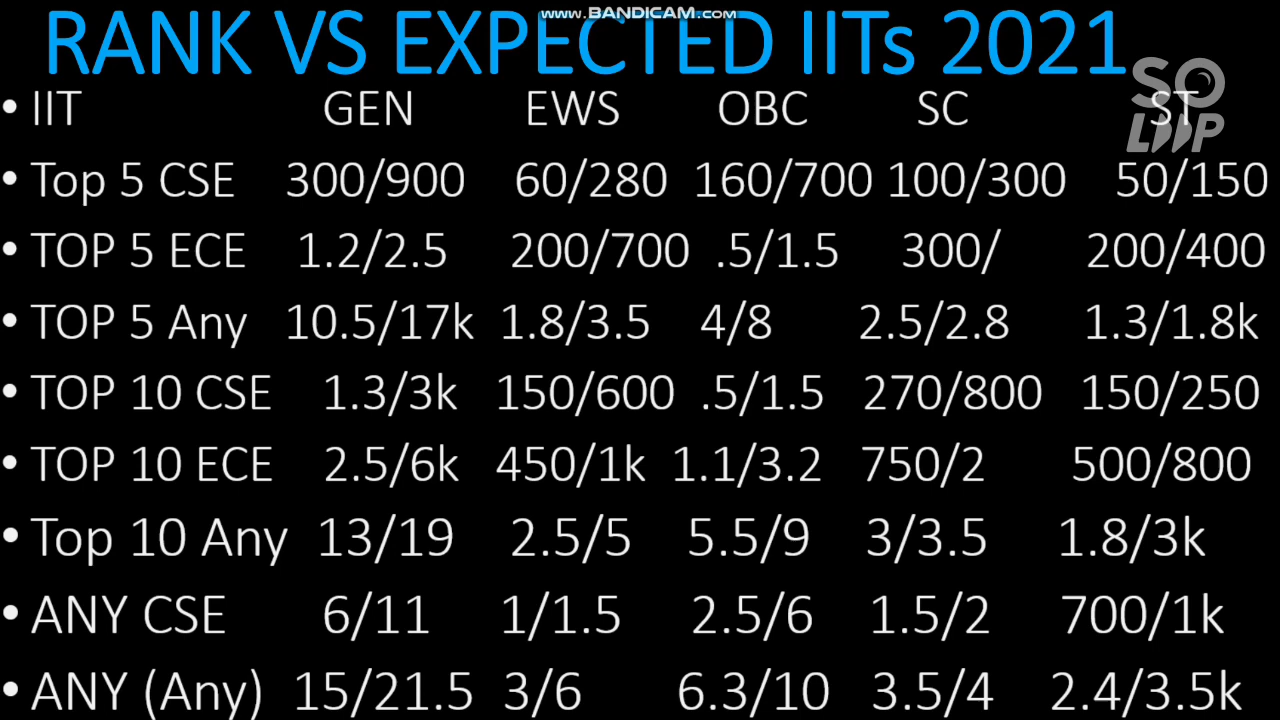 www.BANDICAM.com
RANK VS EXPECTED IITs 2021
SO LOOP
• IIT GEN EWS OBC SC ST
• Top 5 CSE 300/900 60/280 160/700 100/300 50/150
• TOP 5 ECE 1.2/2.5 200/700 .5/1.5 300/ 200/400
• TOP 5 Any 10.5/17k 1.8/3.5 4/8 2.5/2.8 1.3/1.8k
• TOP 10 CSE 1.3/3k 150/600 .5/1.5 270/800 150/250
• TOP 10 ECE 2.5/6k 450/1k 1.1/3.2 750/2 500/800
• Top 10 Any 13/19 2.5/5 5.5/9 3/3.5 1.8/3k
• ANY CSE 6/11 1/1.5 2.5/6 1.5/2 700/1k
• ANY (Any) 15/21.5 3/6 6.3/10 3.5/4 2.4/3.5k